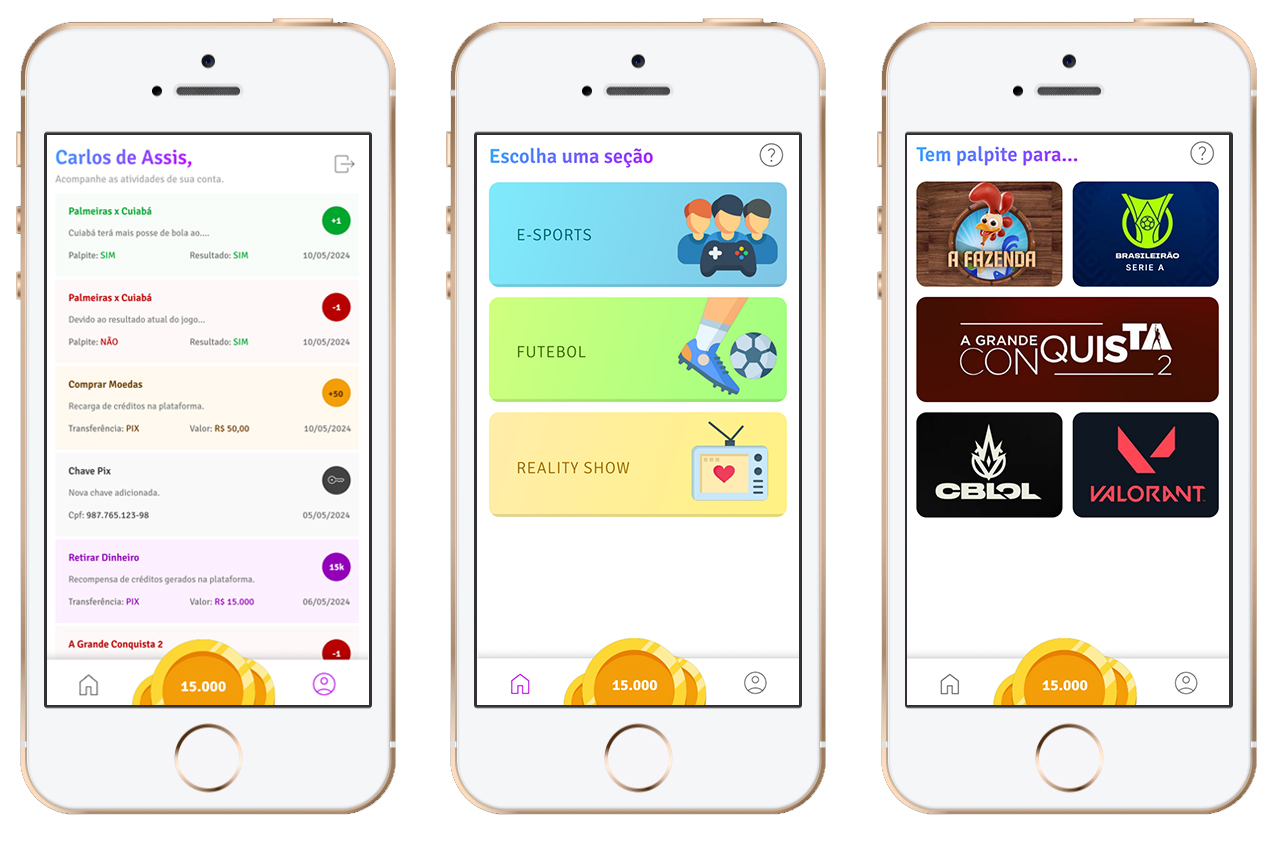 Carlos de Assis,
Acompanhe as atividades de sua conta.
Palmeiras x Cuiabá
+1
Cuiabá terá mais posse de bola ao....
Palpite: SIM Resultado: SIM 10/05/2024
Palmeiras x Cuiabá
-1
Devido ao resultado atual do jogo...
Palpite: NÃO Resultado: SIM 10/05/2024
Comprar Moedas
+50
Recarga de créditos na plataforma.
Transferência: PIX Valor: R$ 50,00 10/05/2024
Chave Pix
Nova chave adicionada.
Cpf: 987.765.123-98 05/05/2024
Retirar Dinheiro
15k
Recompensa de créditos gerados na plataforma.
Transferência: PIX Valor: R$ 15.000 06/05/2024
A Grande Conquista 2
-1
15.000
Escolha uma seção
?
E-SPORTS
FUTEBOL
REALITY SHOW
15.000
Tem palpite para...
?
A FAZENDA
BRASILEIRÃO
SERIE A
A GRANDE
CONQUISTA
2
CBLOL
VALORANT
15.000